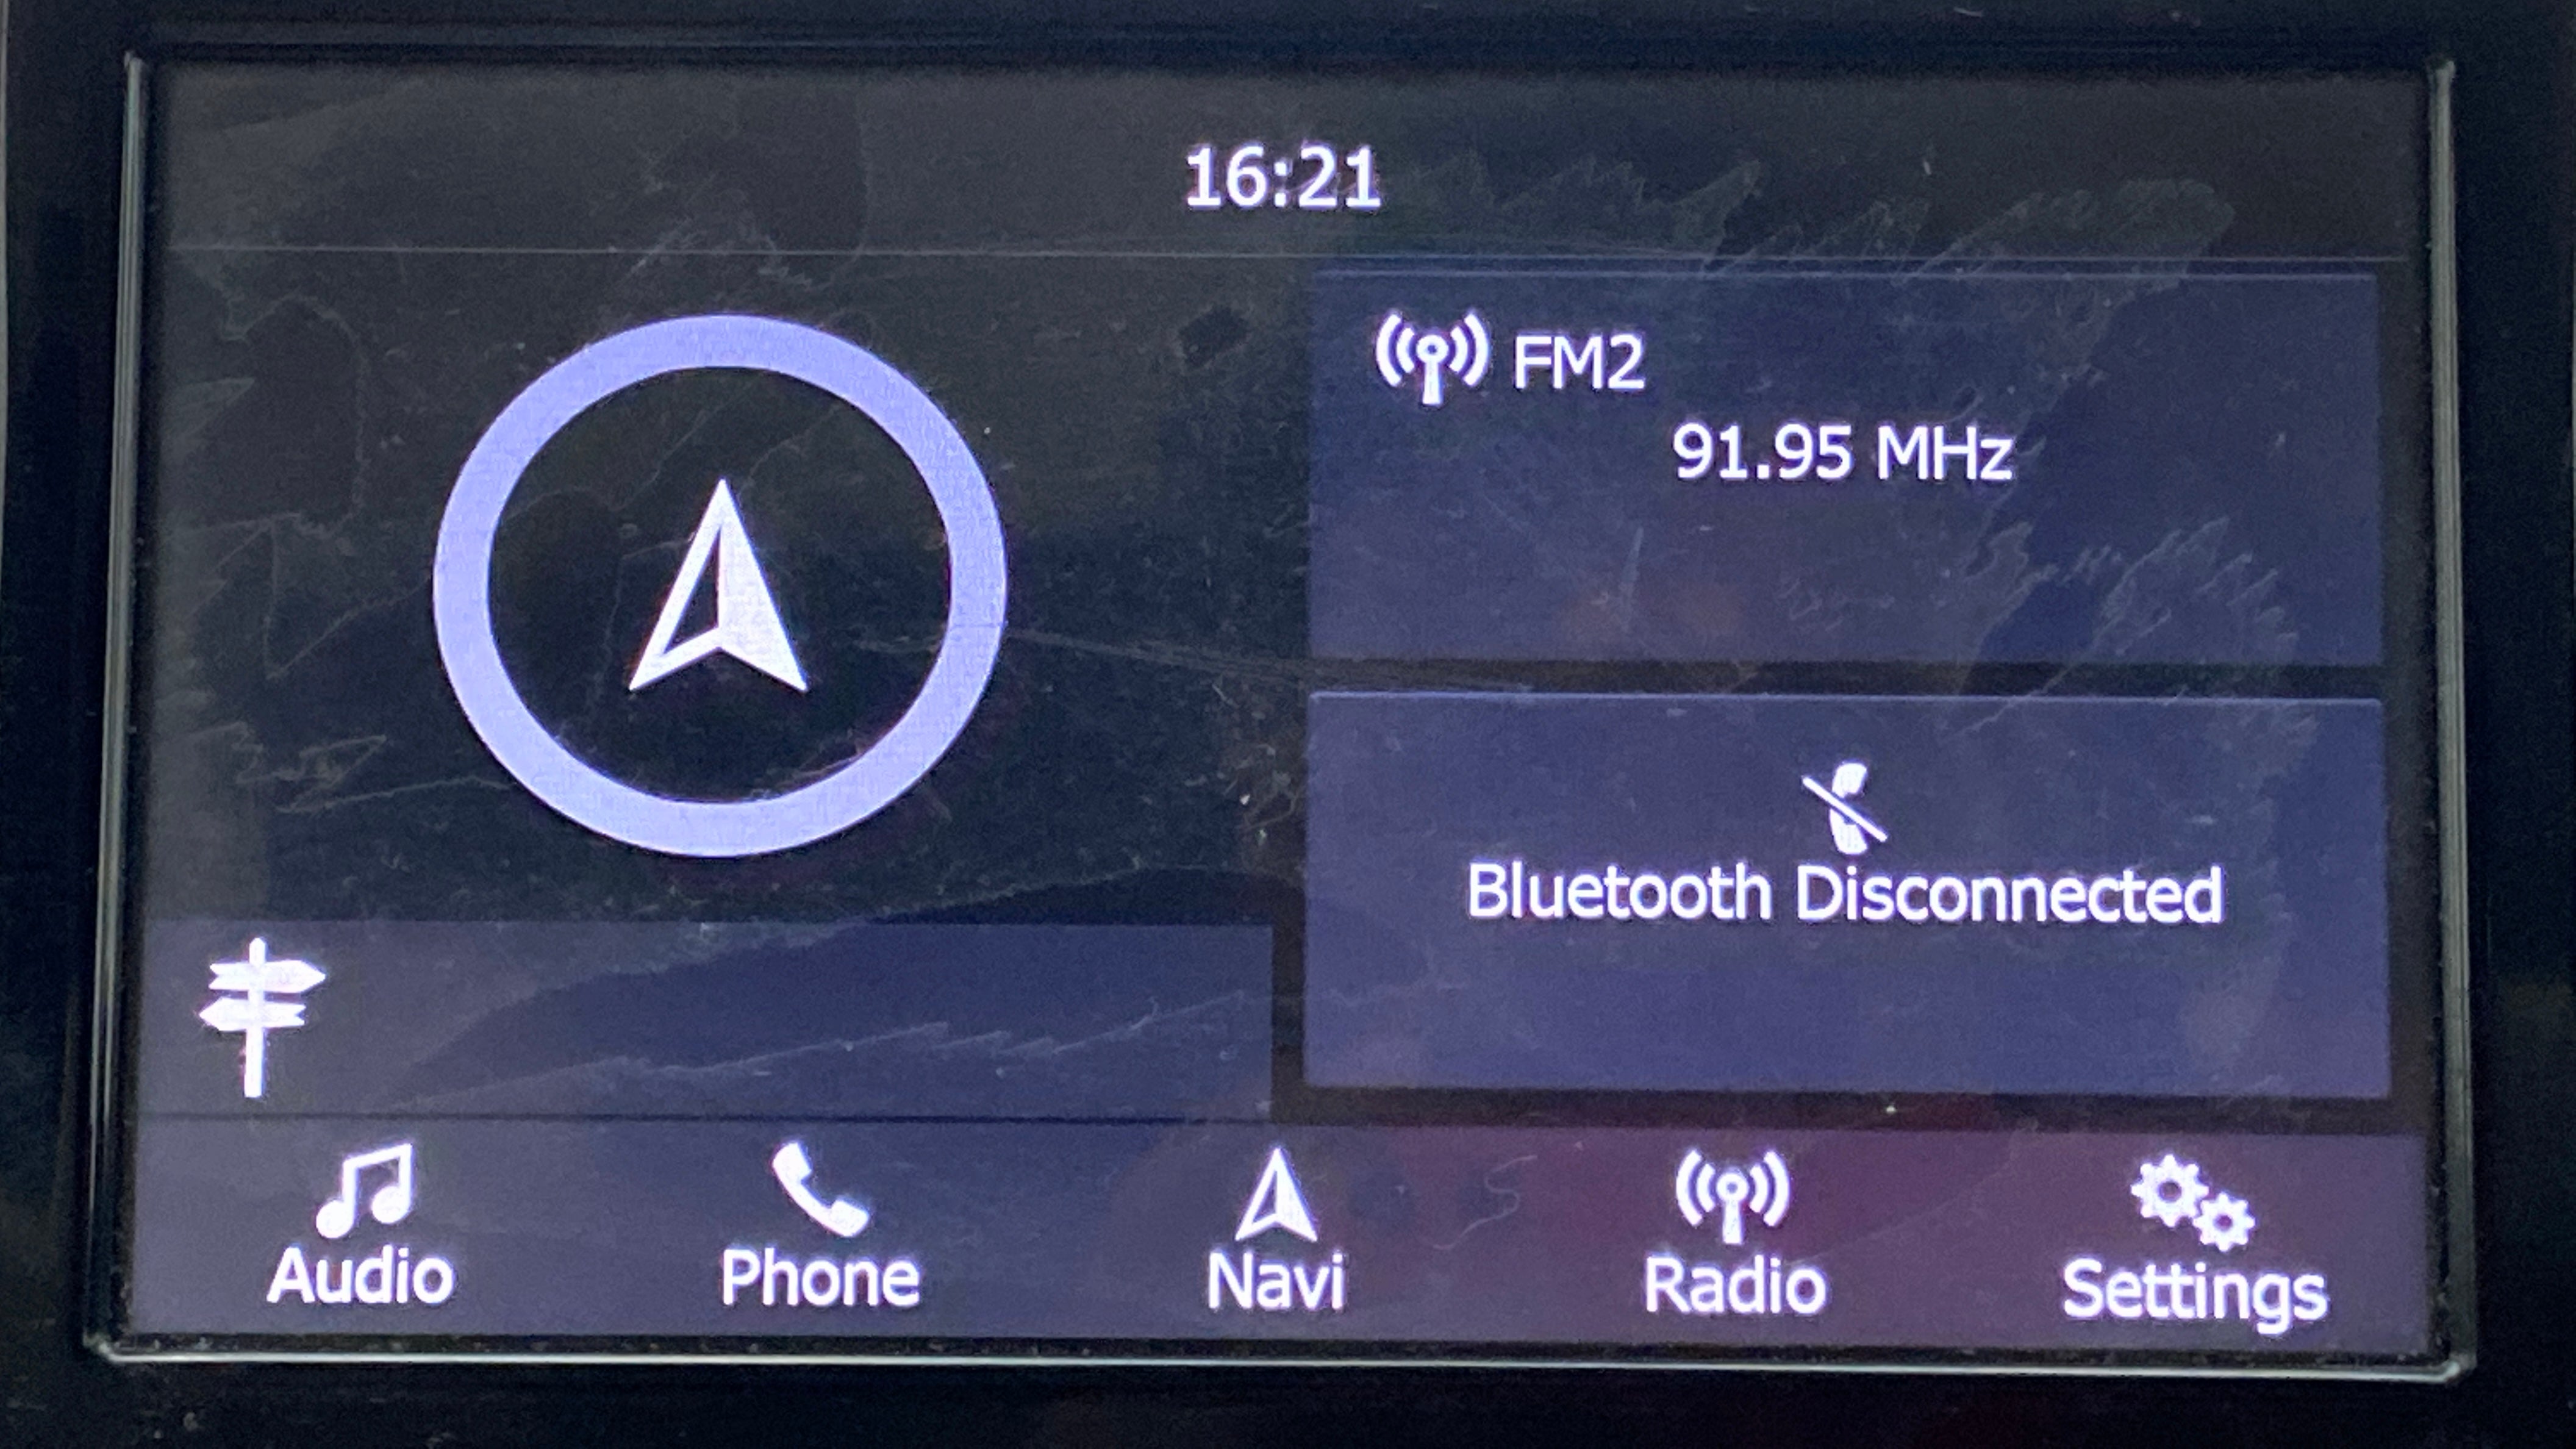 16:21
FM2
91.95 MHz
Bluetooth Disconnected
Audio
Phone
Navi
Radio
Settings